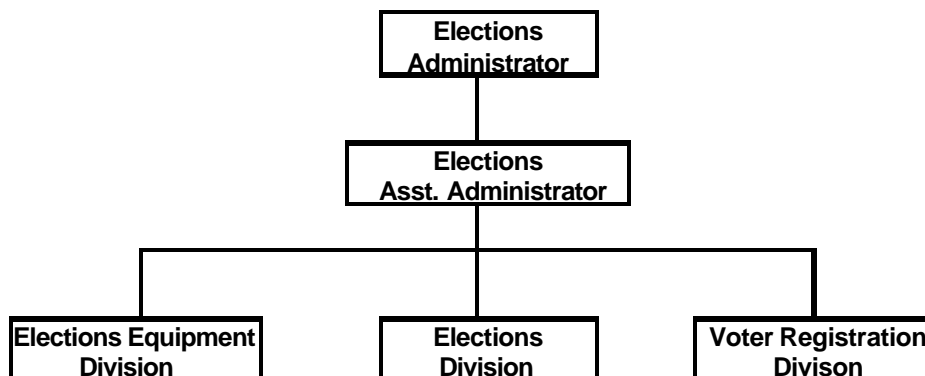 Elections
Administrator
Elections
Asst. Administrator
Elections Equipment
Division
Elections
Division
Voter Registration
Divison